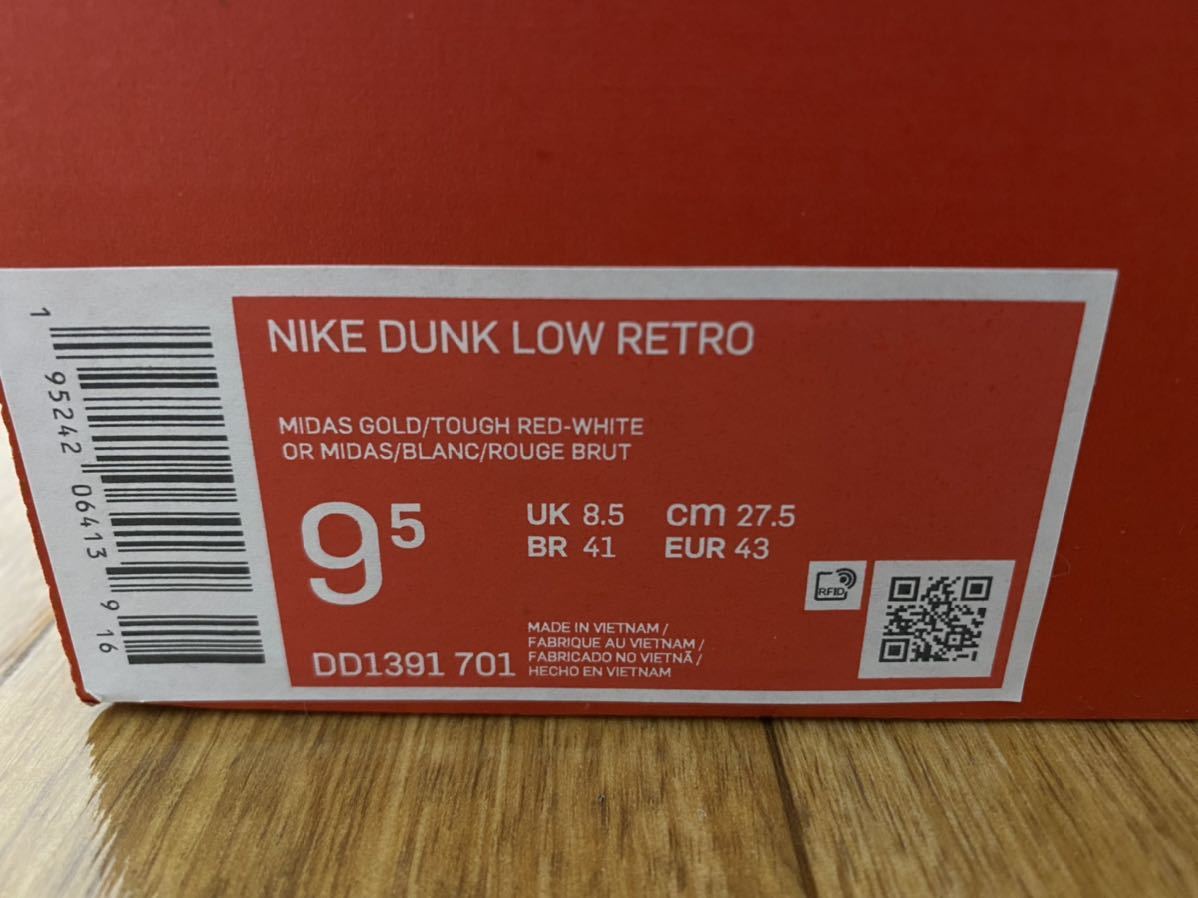 NIKE DUNK LOW RETRO
MIDAS GOLD/TOUGH RED-WHITE
OR MIDAS/BLANC/ROUGE BRUT
9 5
UK 8.5 cm 27.5
BR 41 EUR 43
RFID
MADE IN VIETNAM /
FABRIQUE AU VIETNAM /
FABRICADO NO VIETNÃ /
HECHO EN VIETNAM
DD1391 701
1 95242 06413 9 16